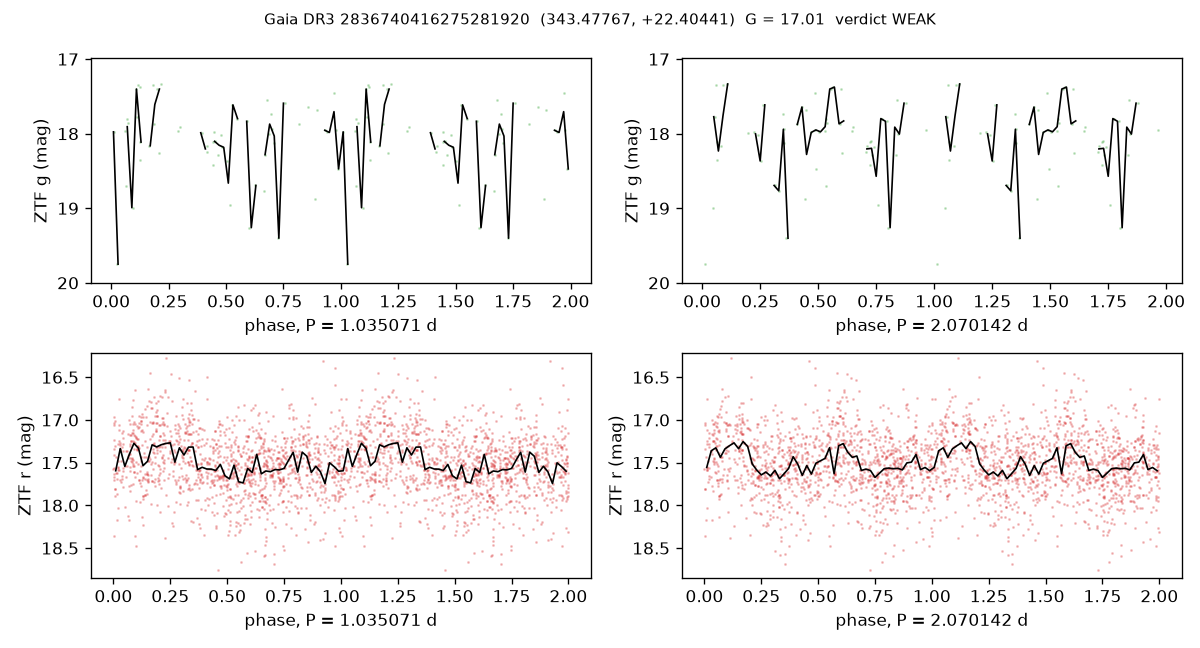 Gaia DR3 2836740416275281920 (343.47767, +22.40441) G = 17.01 verdict WEAK
17
18
19
20
ZTF g (mag)
0.00 0.25 0.50 0.75 1.00 1.25 1.50 1.75 2.00
phase, P = 1.035071 d
17
18
19
20
ZTF g (mag)
0.00 0.25 0.50 0.75 1.00 1.25 1.50 1.75 2.00
phase, P = 2.070142 d
16.5
17.0
17.5
18.0
18.5
ZTF r (mag)
0.00 0.25 0.50 0.75 1.00 1.25 1.50 1.75 2.00
phase, P = 1.035071 d
16.5
17.0
17.5
18.0
18.5
ZTF r (mag)
0.00 0.25 0.50 0.75 1.00 1.25 1.50 1.75 2.00
phase, P = 2.070142 d